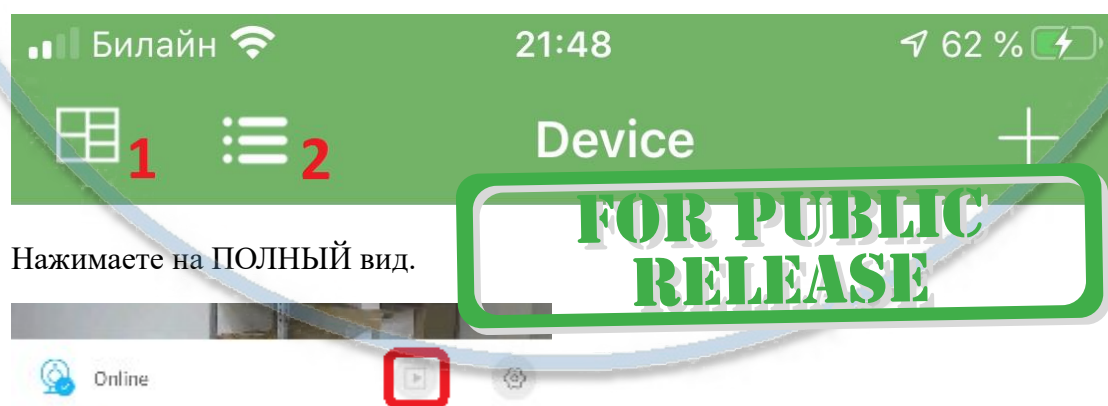 Билайн 21:48 62 %
1 2 Device
FOR PUBLIC
RELEASE
Нажимаете на ПОЛНЫЙ вид.
Online